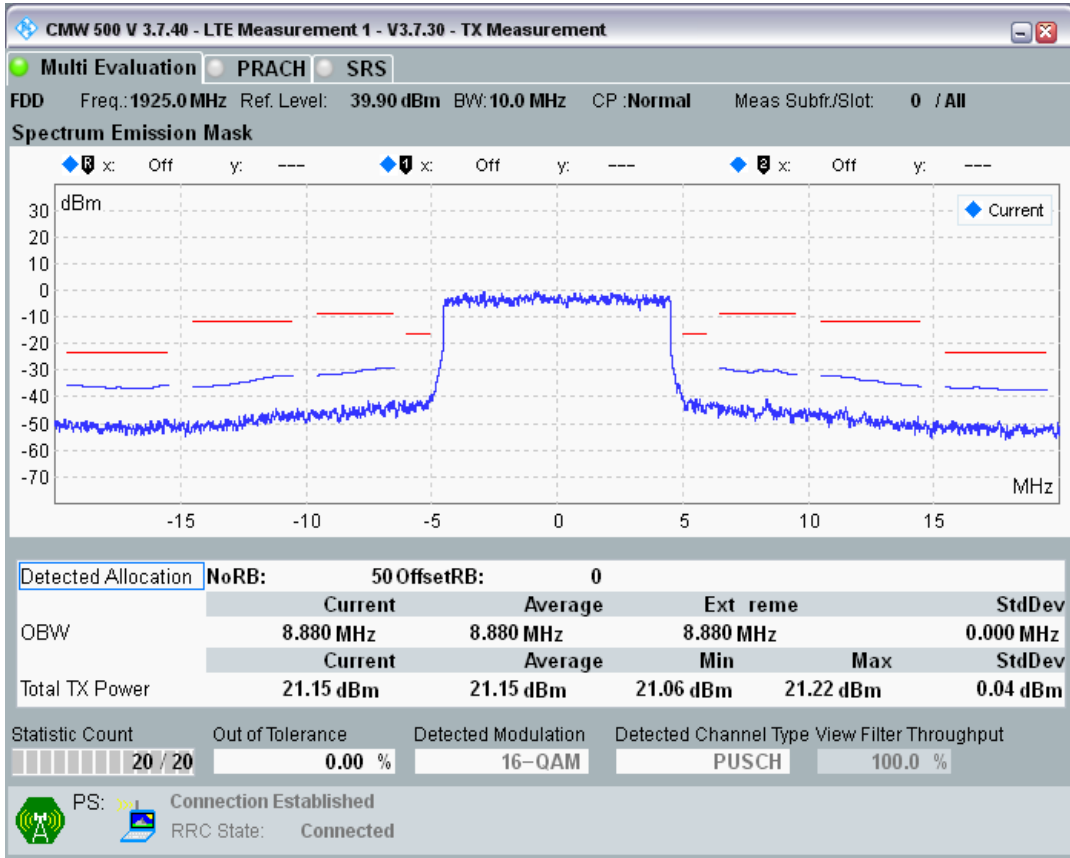 CMW 500 V 3.7.40 - LTE Measurement 1 - V3.7.30 - TX Measurement
Multi Evaluation PRACH SRS
FDD Freq.: 1925.0 MHz Ref. Level: 39.90 dBm BW: 10.0 MHz CP :Normal Meas Subfr./Slot: 0 / All
Spectrum Emission Mask
R x: Off y: --- 1 x: Off y: --- 2 x: Off y: ---
dBm
Current
30
20
10
0
-10
-20
-30
-40
-50
-60
-70
MHz
-15 -10 -5 0 5 10 15
Detected Allocation NoRB: 50 OffsetRB: 0
Current Average Ext reme StdDev
OBW 8.880 MHz 8.880 MHz 8.880 MHz 0.000 MHz
Current Average Min Max StdDev
Total TX Power 21.15 dBm 21.15 dBm 21.06 dBm 21.22 dBm 0.04 dBm
Statistic Count Out of Tolerance Detected Modulation Detected Channel Type View Filter Throughput
20 / 20 0.00 % 16-QAM PUSCH 100.0 %
PS: Connection Established
RRC State: Connected